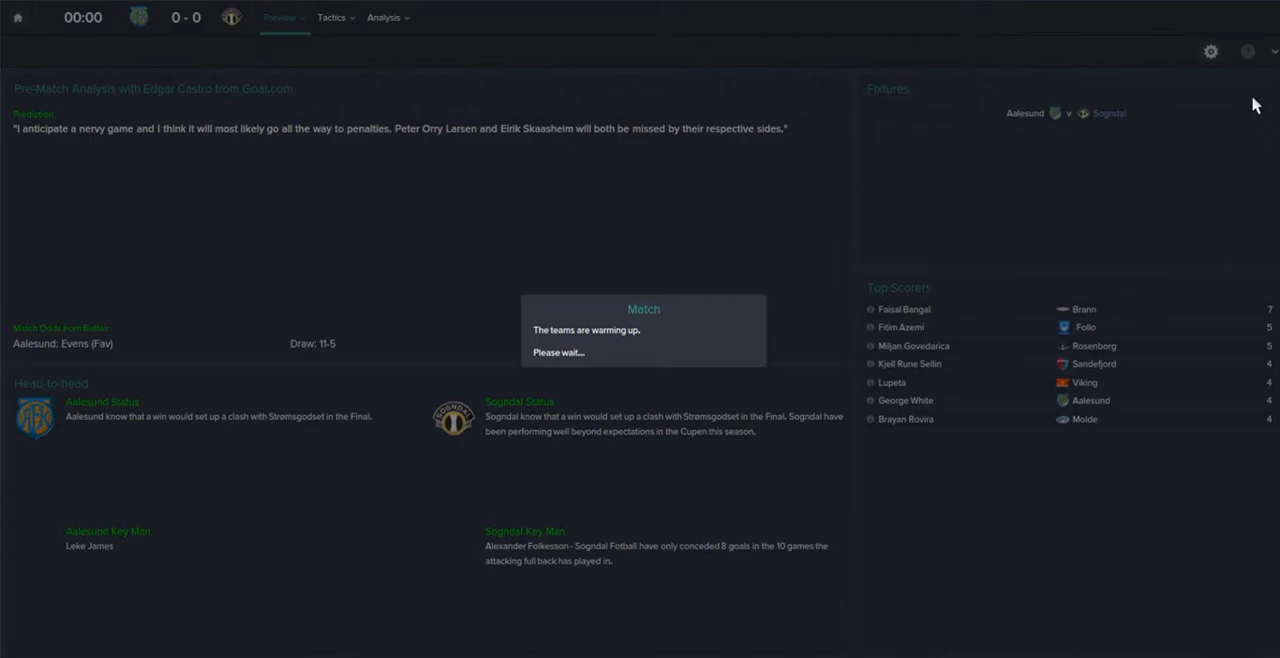 00:00
0 - 0
Preview
Tactics
Analysis
Pre-Match Analysis with Edgar Castro from Goal.com
Prediction
"I anticipate a nervy game and I think it will most likely go all the way to penalties. Peter Orry Larsen and Eirik Skaasheim will both be missed by their respective sides."
Match Odds from Betfair
Aalesund: Evens (Fav)
Draw: 11-5
Match
The teams are warming up.
Please wait...
Head-to-head
Aalesund Status
Aalesund know that a win would set up a clash with Strømsgodset in the Final.
Sogndal Status
Sogndal know that a win would set up a clash with Strømsgodset in the Final. Sogndal have
been performing well beyond expectations in the Cupen this season.
Aalesund Key Man
Leke James
Sogndal Key Man
Alexander Folkesson - Sogndal Fotball have only conceded 8 goals in the 10 games the
attacking full back has played in.
Fixtures
Aalesund v Sogndal
Top Scorers
Faisal Bangal Brann 7
Fitim Azemi Follo 5
Miljan Govedarica Rosenborg 5
Kjell Rune Sellin Sandefjord 4
Lupeta Viking 4
George White Aalesund 4
Brayan Rovira Molde 4